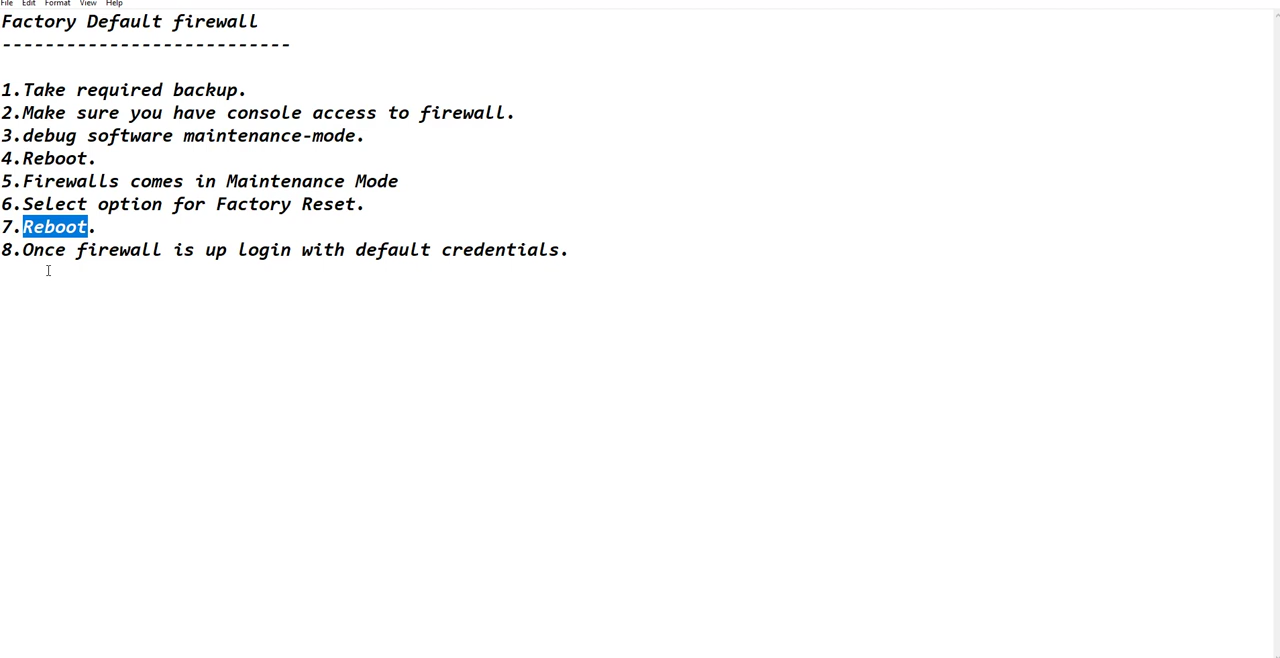 File Edit Format View Help
Factory Default firewall
---------------------------
1.Take required backup.
2.Make sure you have console access to firewall.
3.debug software maintenance-mode.
4.Reboot.
5.Firewalls comes in Maintenance Mode
6.Select option for Factory Reset.
7.Reboot.
8.Once firewall is up login with default credentials.